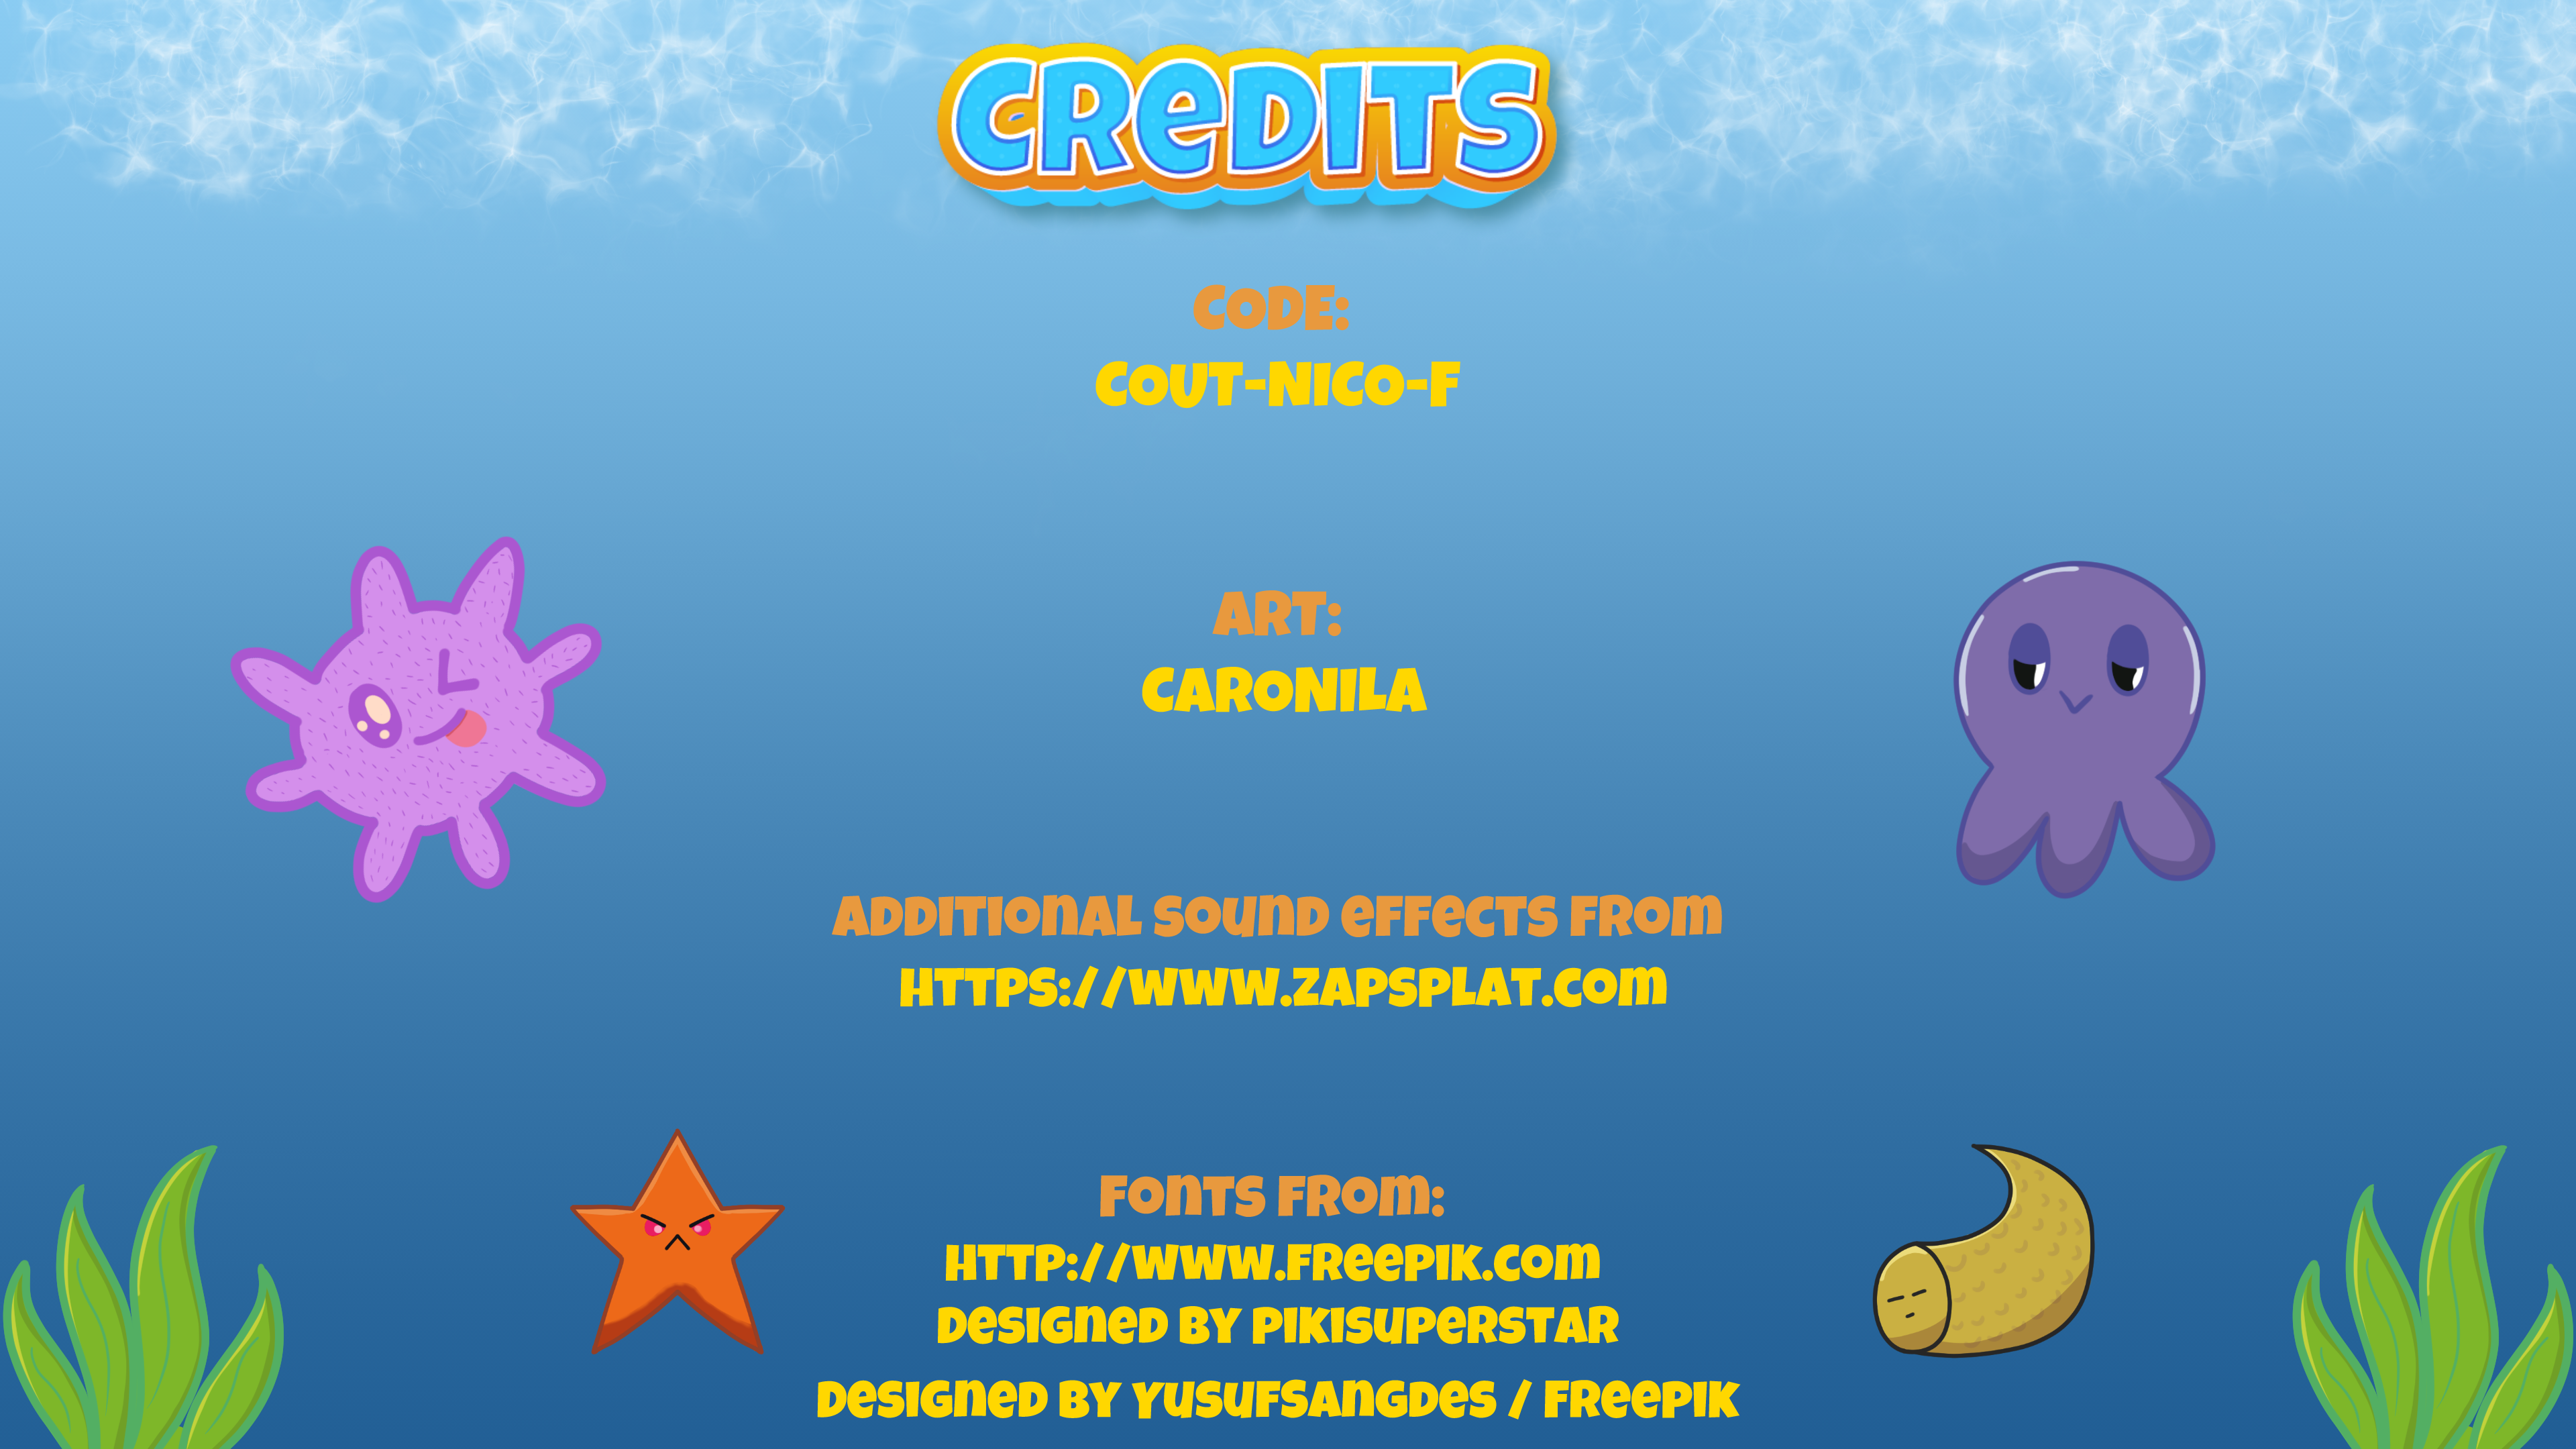 CReDITS
CODE:
COUT-NICO-F
ART:
CARONILA
ADDITIONAL SOUND EFFECTS FROM
HTTPS://WWW.ZAPSPLAT.COM
FONTS FROM:
HTTP://WWW.FREEPIK.COM
DESIGNED BY PIKISUPERSTAR
DESIGNED BY YUSUFSANGDES / FREEPIK